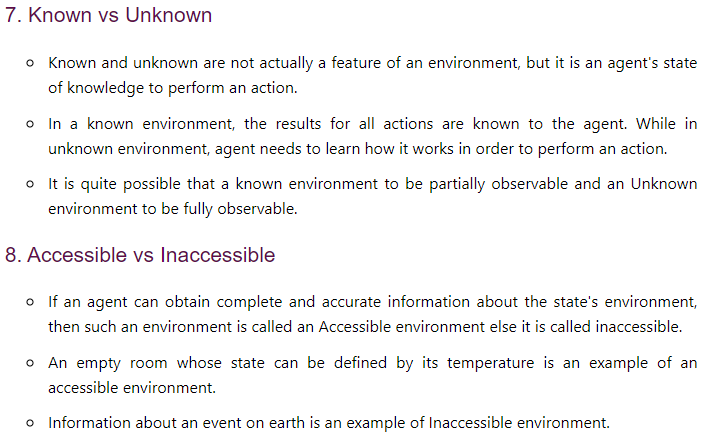 7. Known vs Unknown
Known and unknown are not actually a feature of an environment, but it is an agent's state
of knowledge to perform an action.
In a known environment, the results for all actions are known to the agent. While in
unknown environment, agent needs to learn how it works in order to perform an action.
It is quite possible that a known environment to be partially observable and an Unknown
environment to be fully observable.
8. Accessible vs Inaccessible
If an agent can obtain complete and accurate information about the state's environment,
then such an environment is called an Accessible environment else it is called inaccessible.
An empty room whose state can be defined by its temperature is an example of an
accessible environment.
Information about an event on earth is an example of Inaccessible environment.